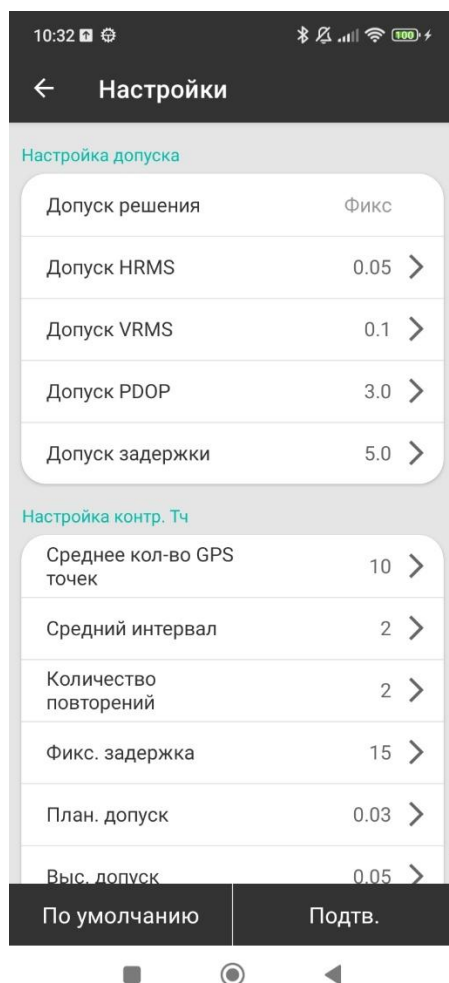 10:32
100
Настройки
Настройка допуска
Допуск решения Фикс
Допуск HRMS 0.05
Допуск VRMS 0.1
Допуск PDOP 3.0
Допуск задержки 5.0
Настройка контр. Тч
Среднее кол-во GPS
точек 10
Средний интервал 2
Количество
повторений 2
Фикс. задержка 15
План. допуск 0.03
Выс. допуск 0.05
По умолчанию Подтв.